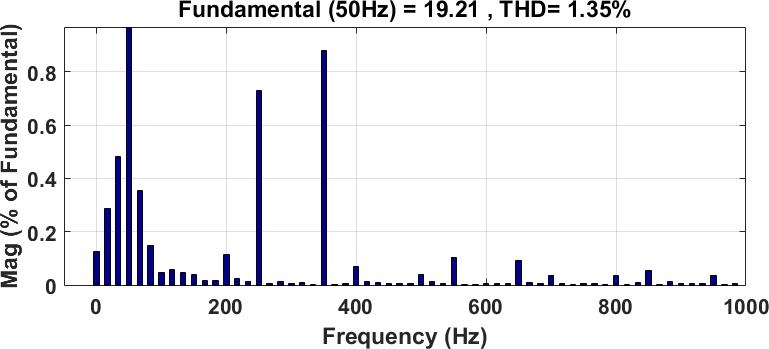 Fundamental (50Hz) = 19.21 , THD= 1.35%
Mag (% of Fundamental)
0.8
0.6
0.4
0.2
0
0 200 400 600 800 1000
Frequency (Hz)